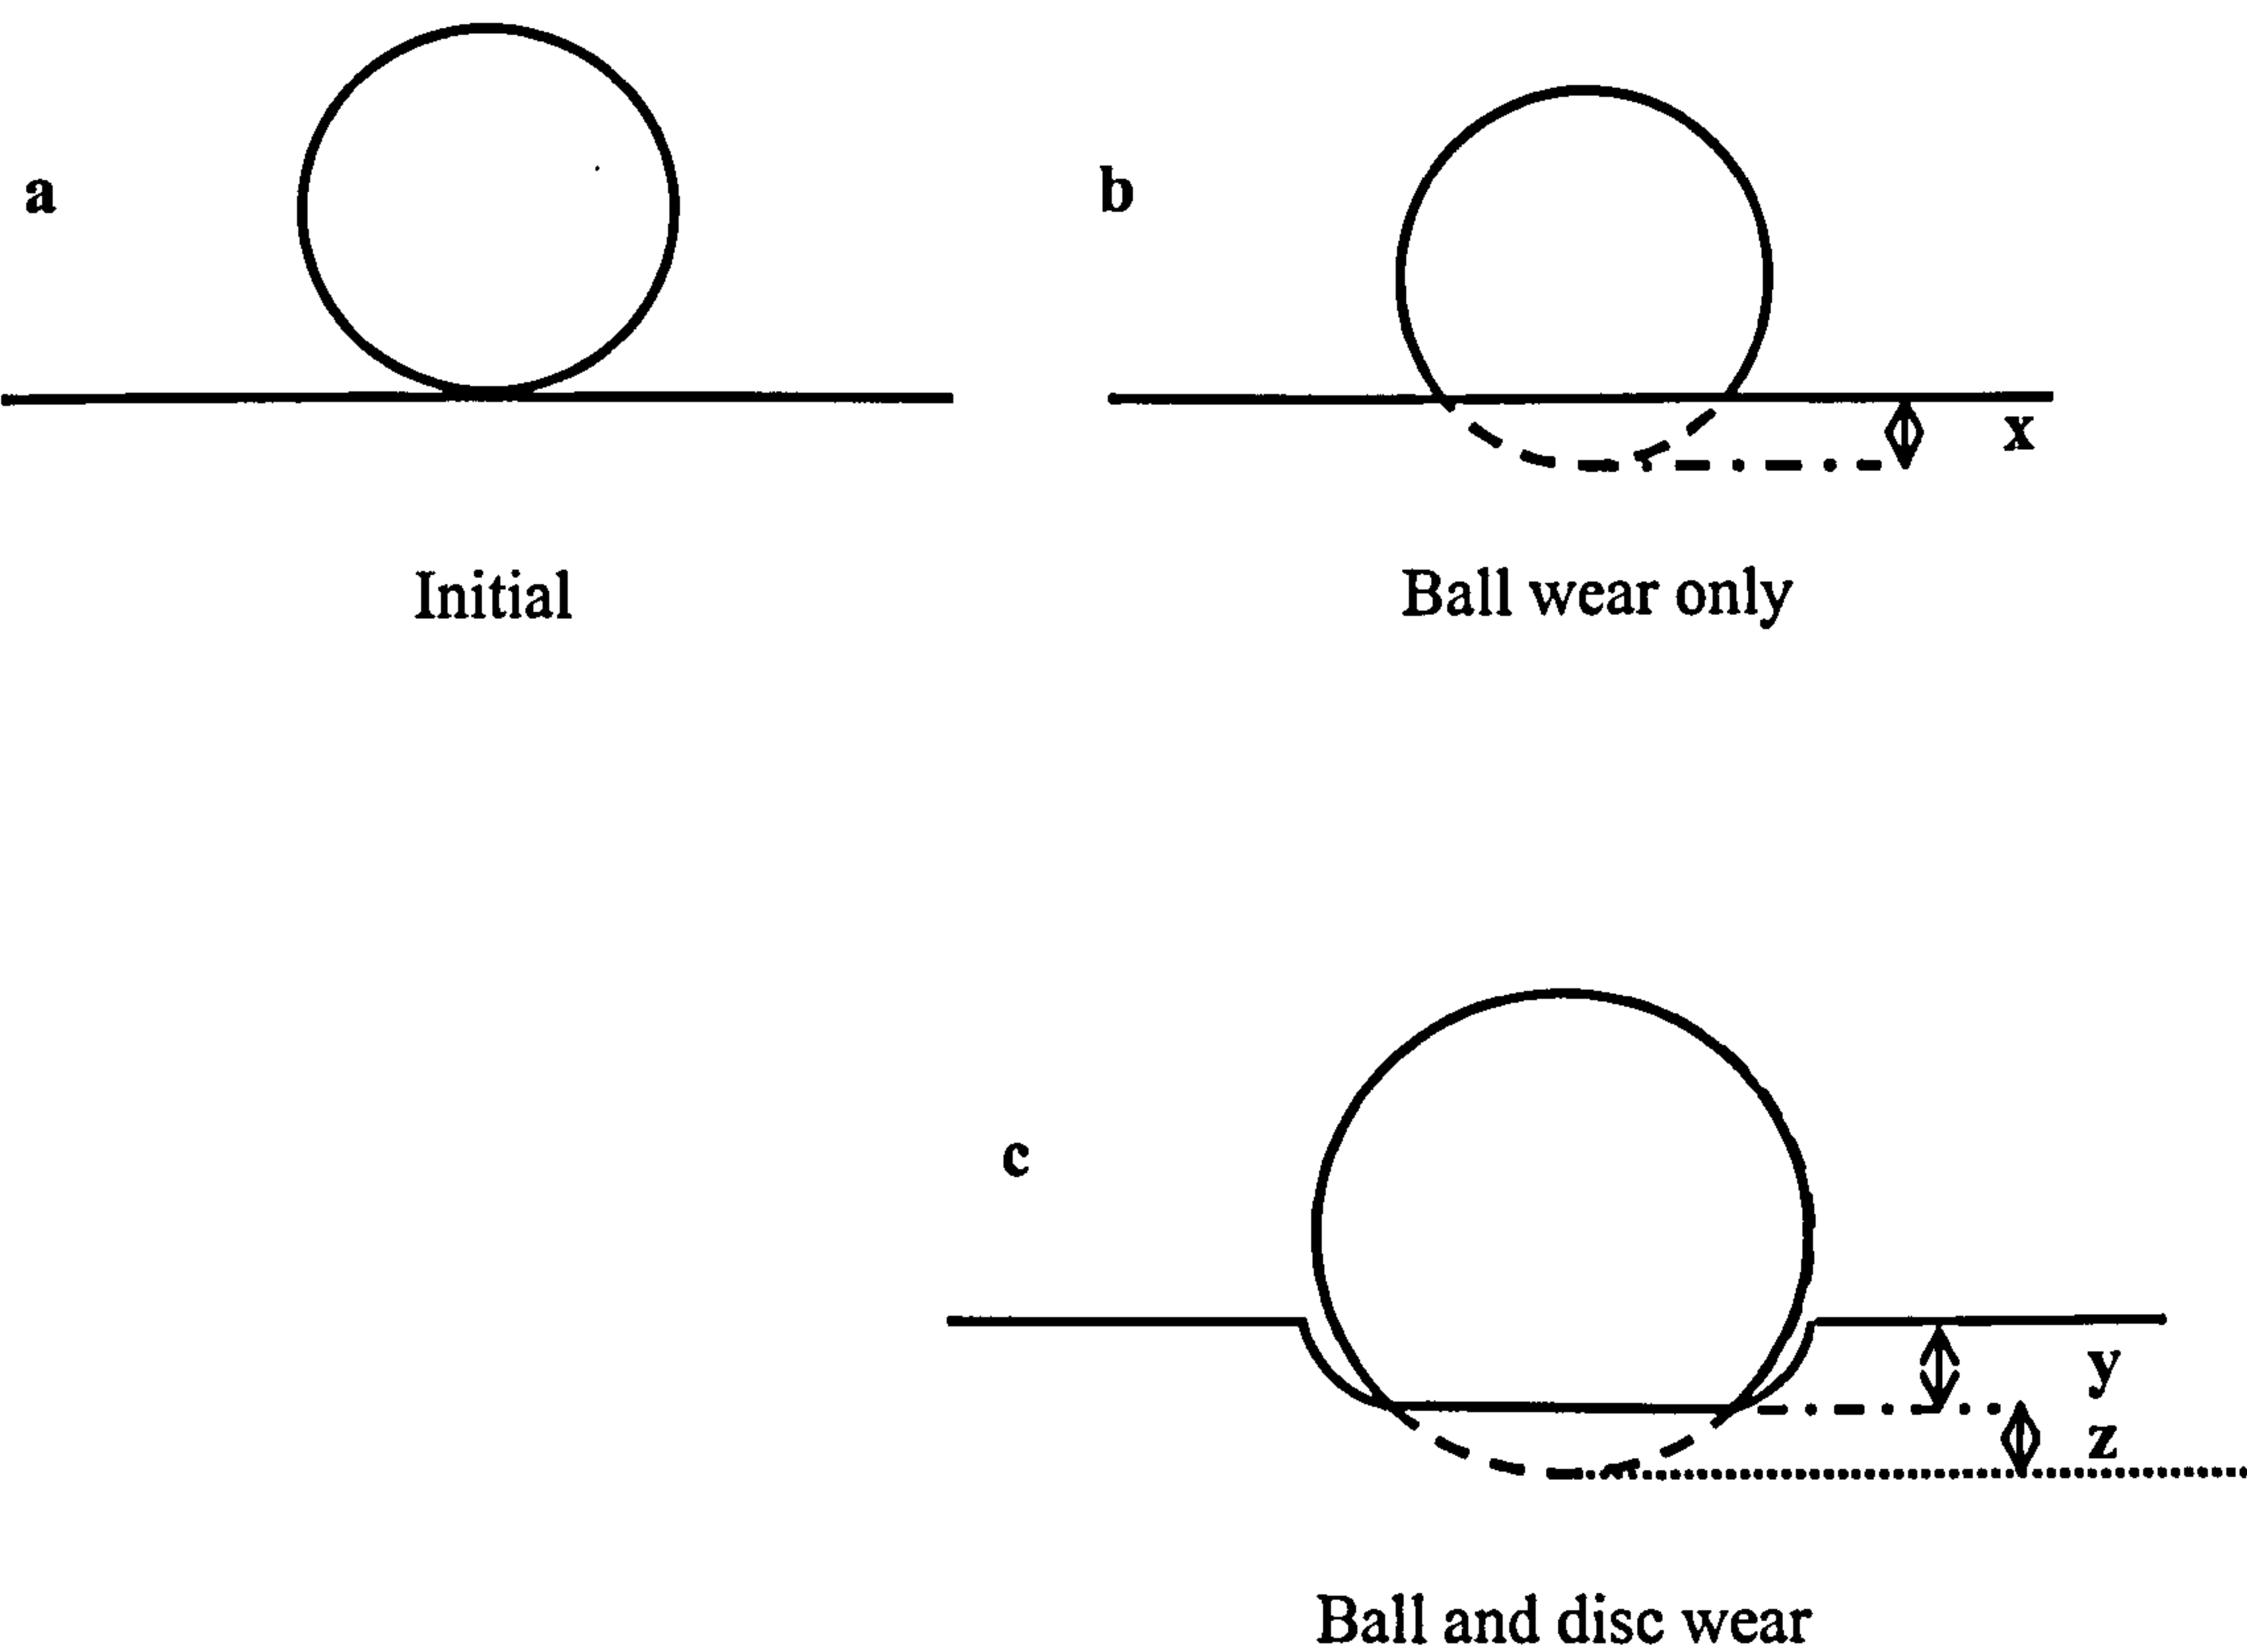 a
b
x
Initial
Ball wear only
c
y
z
Ball and disc wear